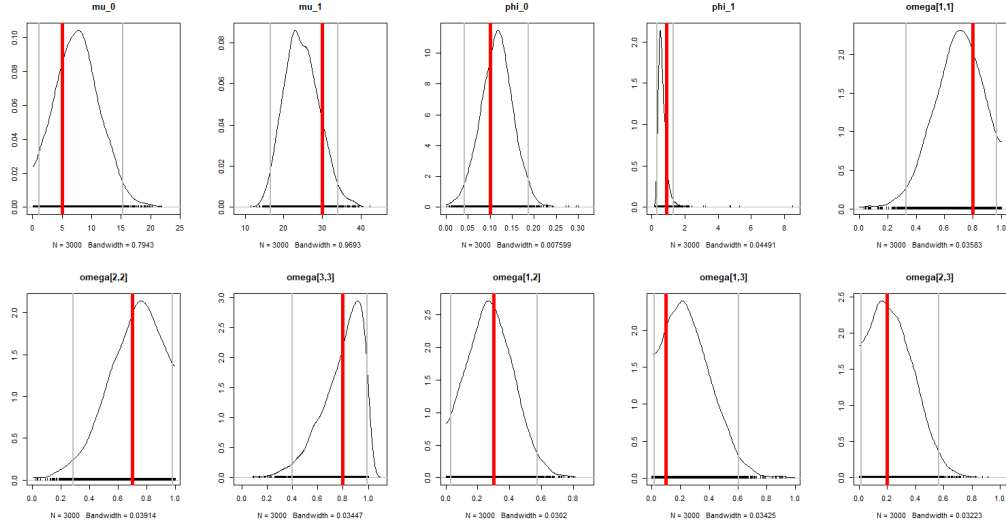 mu_0
mu_1
phi_0
phi_1
omega[1,1]
0.00 0.02 0.04 0.06 0.08 0.10
0 5 10 15 20 25
N = 3000 Bandwidth = 0.7943
0.00 0.02 0.04 0.06 0.08
10 20 30 40
N = 3000 Bandwidth = 0.9693
0 2 4 6 8 10
0.00 0.05 0.10 0.15 0.20 0.25 0.30
N = 3000 Bandwidth = 0.007599
0.0 0.5 1.0 1.5 2.0
0 2 4 6 8
N = 3000 Bandwidth = 0.04491
0.0 0.5 1.0 1.5 2.0
0.0 0.2 0.4 0.6 0.8 1.0
N = 3000 Bandwidth = 0.03583
omega[2,2]
omega[3,3]
omega[1,2]
omega[1,3]
omega[2,3]
0.0 0.5 1.0 1.5 2.0
0.0 0.2 0.4 0.6 0.8 1.0
N = 3000 Bandwidth = 0.03914
0.0 0.5 1.0 1.5 2.0 2.5 3.0
0.0 0.2 0.4 0.6 0.8 1.0
N = 3000 Bandwidth = 0.03447
0.0 0.5 1.0 1.5 2.0 2.5
0.0 0.2 0.4 0.6 0.8
N = 3000 Bandwidth = 0.0302
0.0 0.5 1.0 1.5 2.0
0.0 0.2 0.4 0.6 0.8 1.0
N = 3000 Bandwidth = 0.03425
0.0 0.5 1.0 1.5 2.0 2.5
0.0 0.2 0.4 0.6 0.8 1.0
N = 3000 Bandwidth = 0.03223